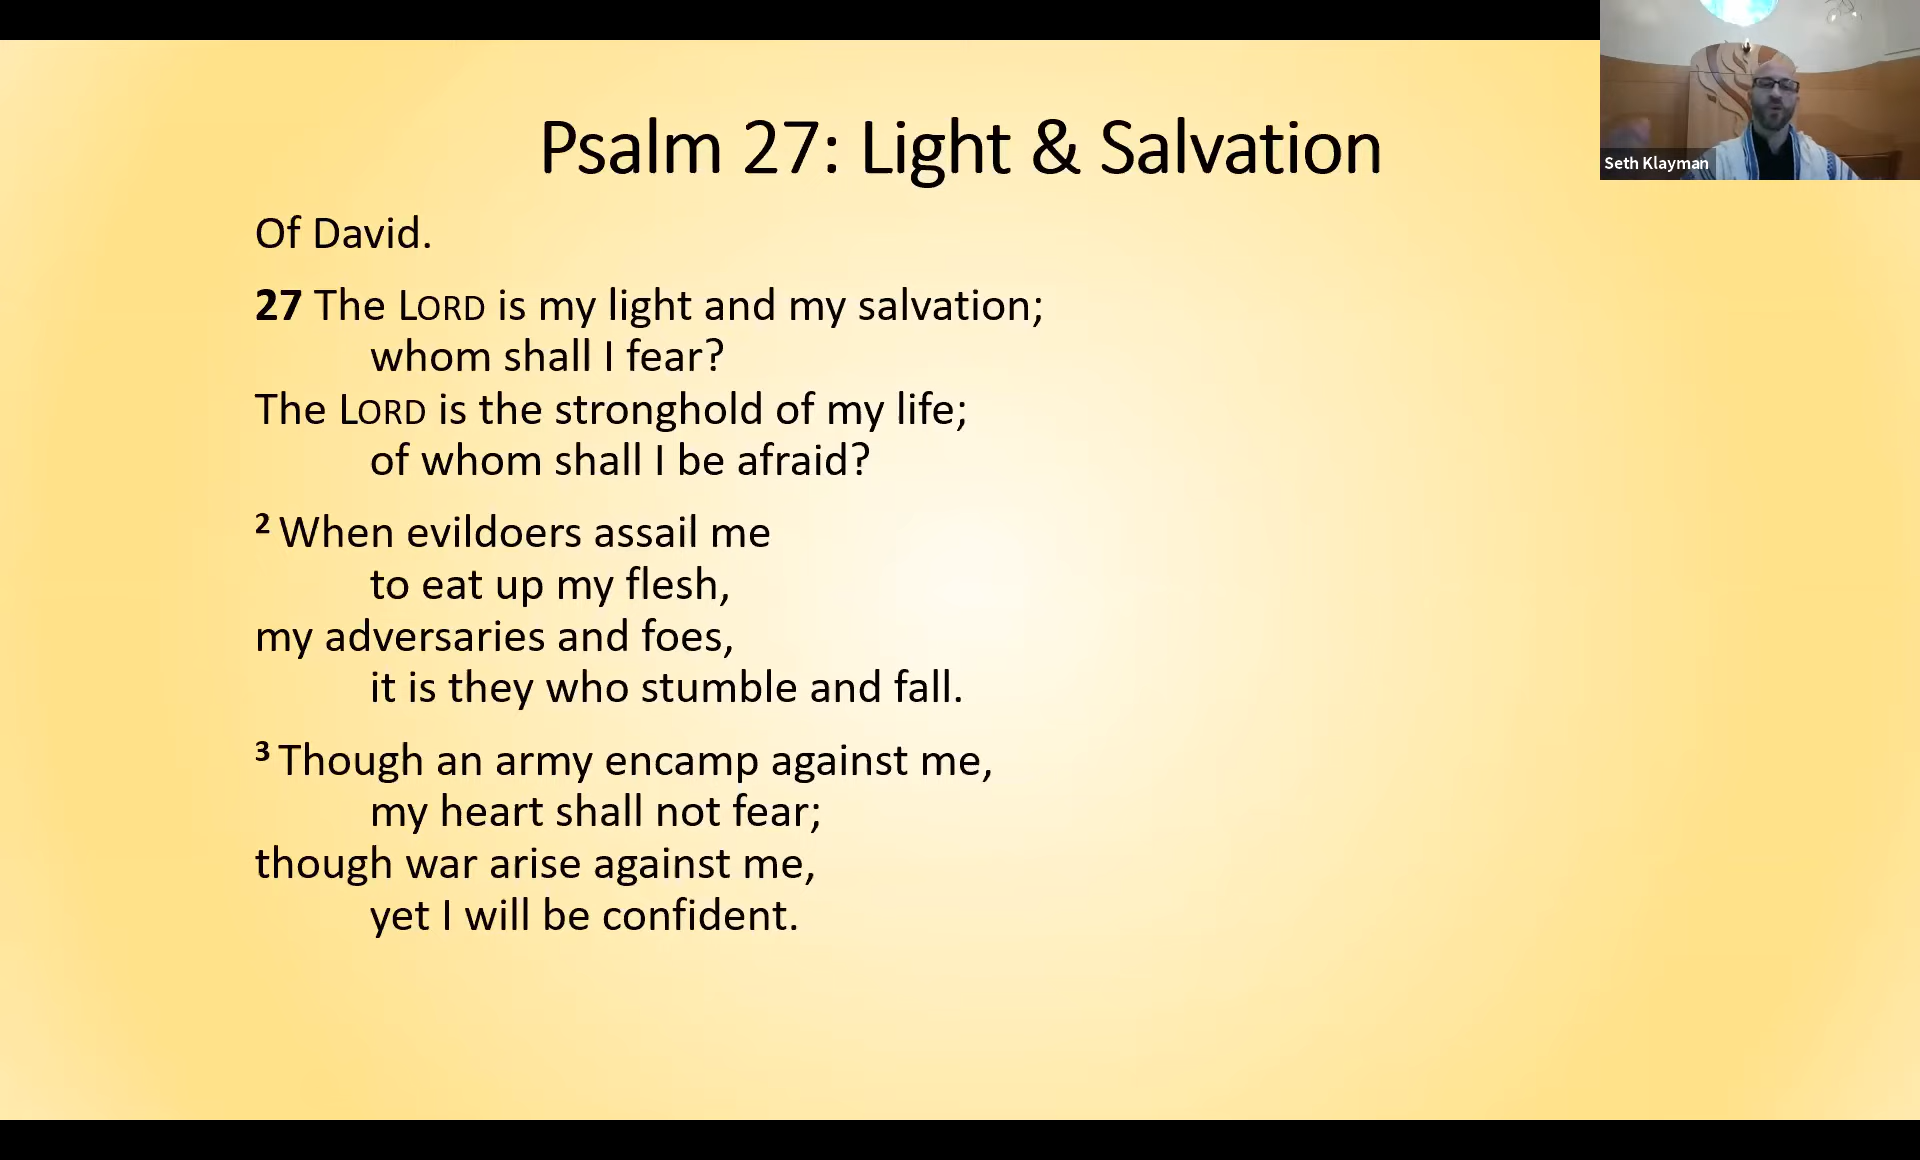 Psalm 27: Light & Salvation
Seth Klayman
Of David.
27 The LORD is my light and my salvation;
whom shall I fear?
The LORD is the stronghold of my life;
of whom shall I be afraid?
2 When evildoers assail me
to eat up my flesh,
my adversaries and foes,
it is they who stumble and fall.
3 Though an army encamp against me,
my heart shall not fear;
though war arise against me,
yet I will be confident.